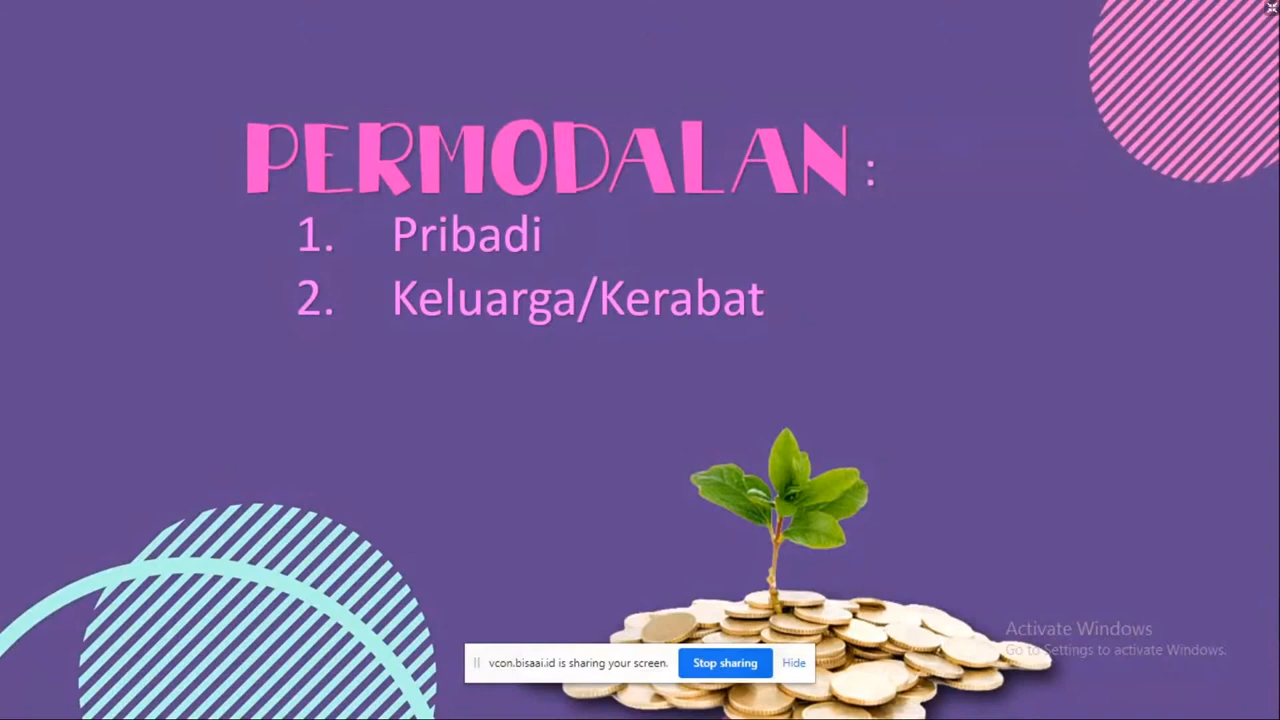 PERMODALAN :
1. Pribadi
2. Keluarga/Kerabat
Activate Windows
Go to Settings to activate Windows.
vcon.bisaai.id is sharing your screen. Stop sharing Hide